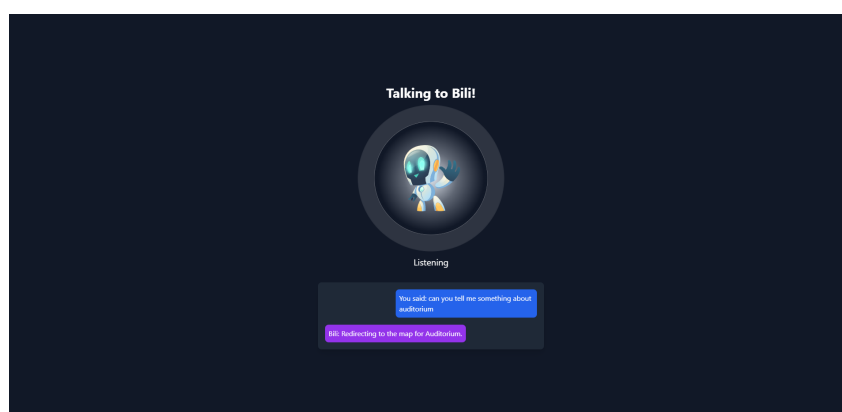 Talking to Bili!
Listening
You said: can you tell me something about
auditorium
Bili: Redirecting to the map for Auditorium.